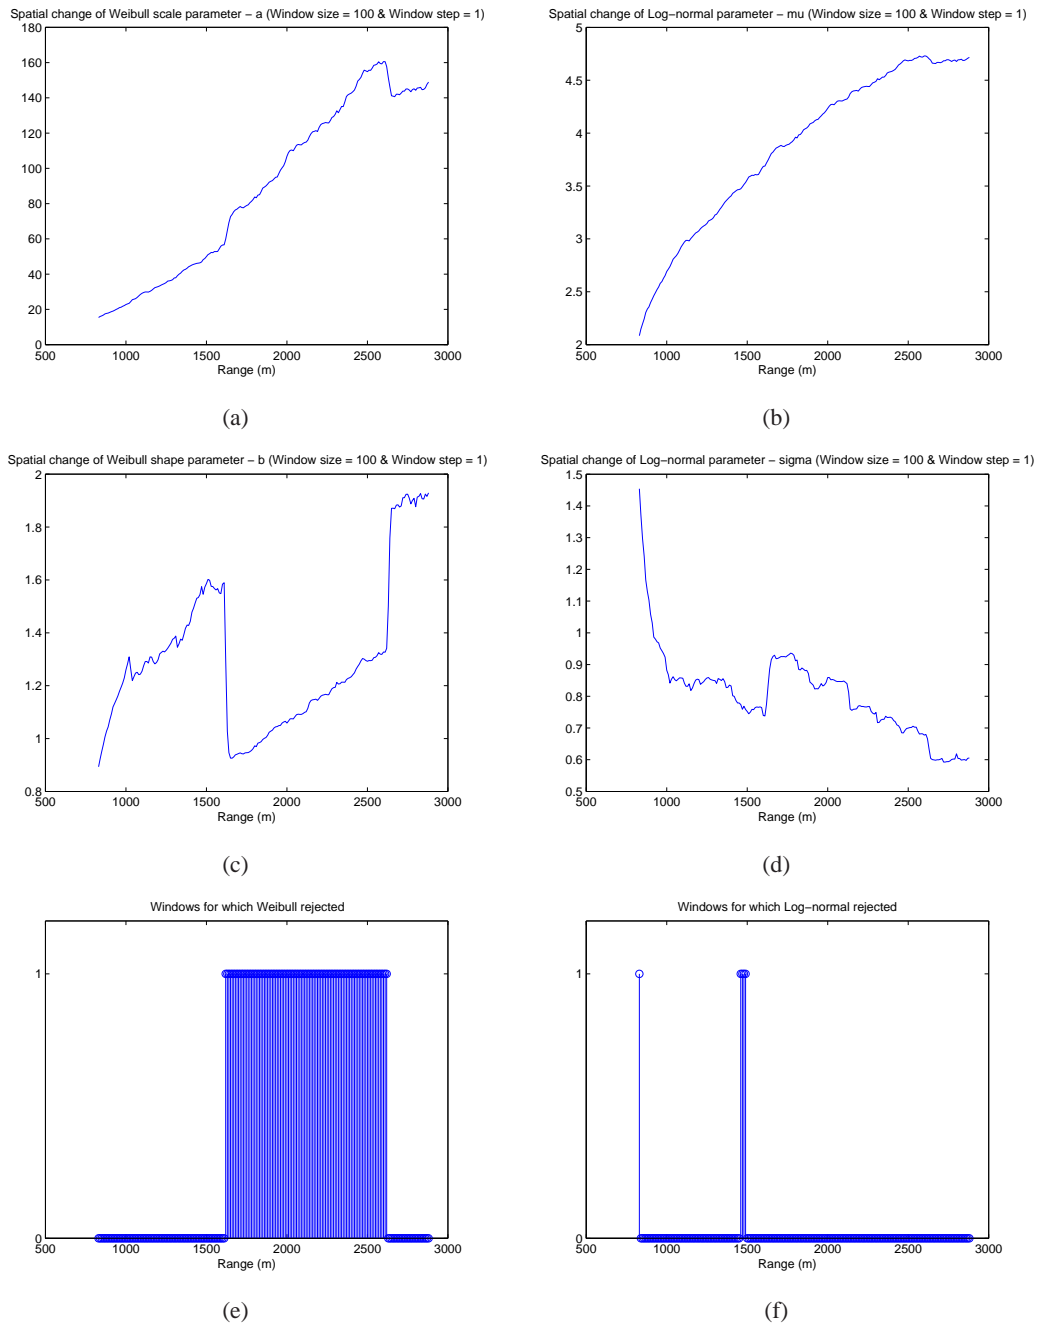 Spatial change of Weibull scale parameter − a (Window size = 100 & Window step = 1)
180
160
140
120
100
80
60
40
20
0
500 1000 1500 2000 2500 3000
Range (m)
(a)
Spatial change of Log−normal parameter − mu (Window size = 100 & Window step = 1)
5
4.5
4
3.5
3
2.5
2
500 1000 1500 2000 2500 3000
Range (m)
(b)
Spatial change of Weibull shape parameter − b (Window size = 100 & Window step = 1)
2
1.8
1.6
1.4
1.2
1
0.8
500 1000 1500 2000 2500 3000
Range (m)
(c)
Spatial change of Log−normal parameter − sigma (Window size = 100 & Window step = 1)
1.5
1.4
1.3
1.2
1.1
1
0.9
0.8
0.7
0.6
0.5
500 1000 1500 2000 2500 3000
Range (m)
(d)
Windows for which Weibull rejected
1
0
500 1000 1500 2000 2500 3000
Range (m)
(e)
Windows for which Log−normal rejected
1
0
500 1000 1500 2000 2500 3000
Range (m)
(f)